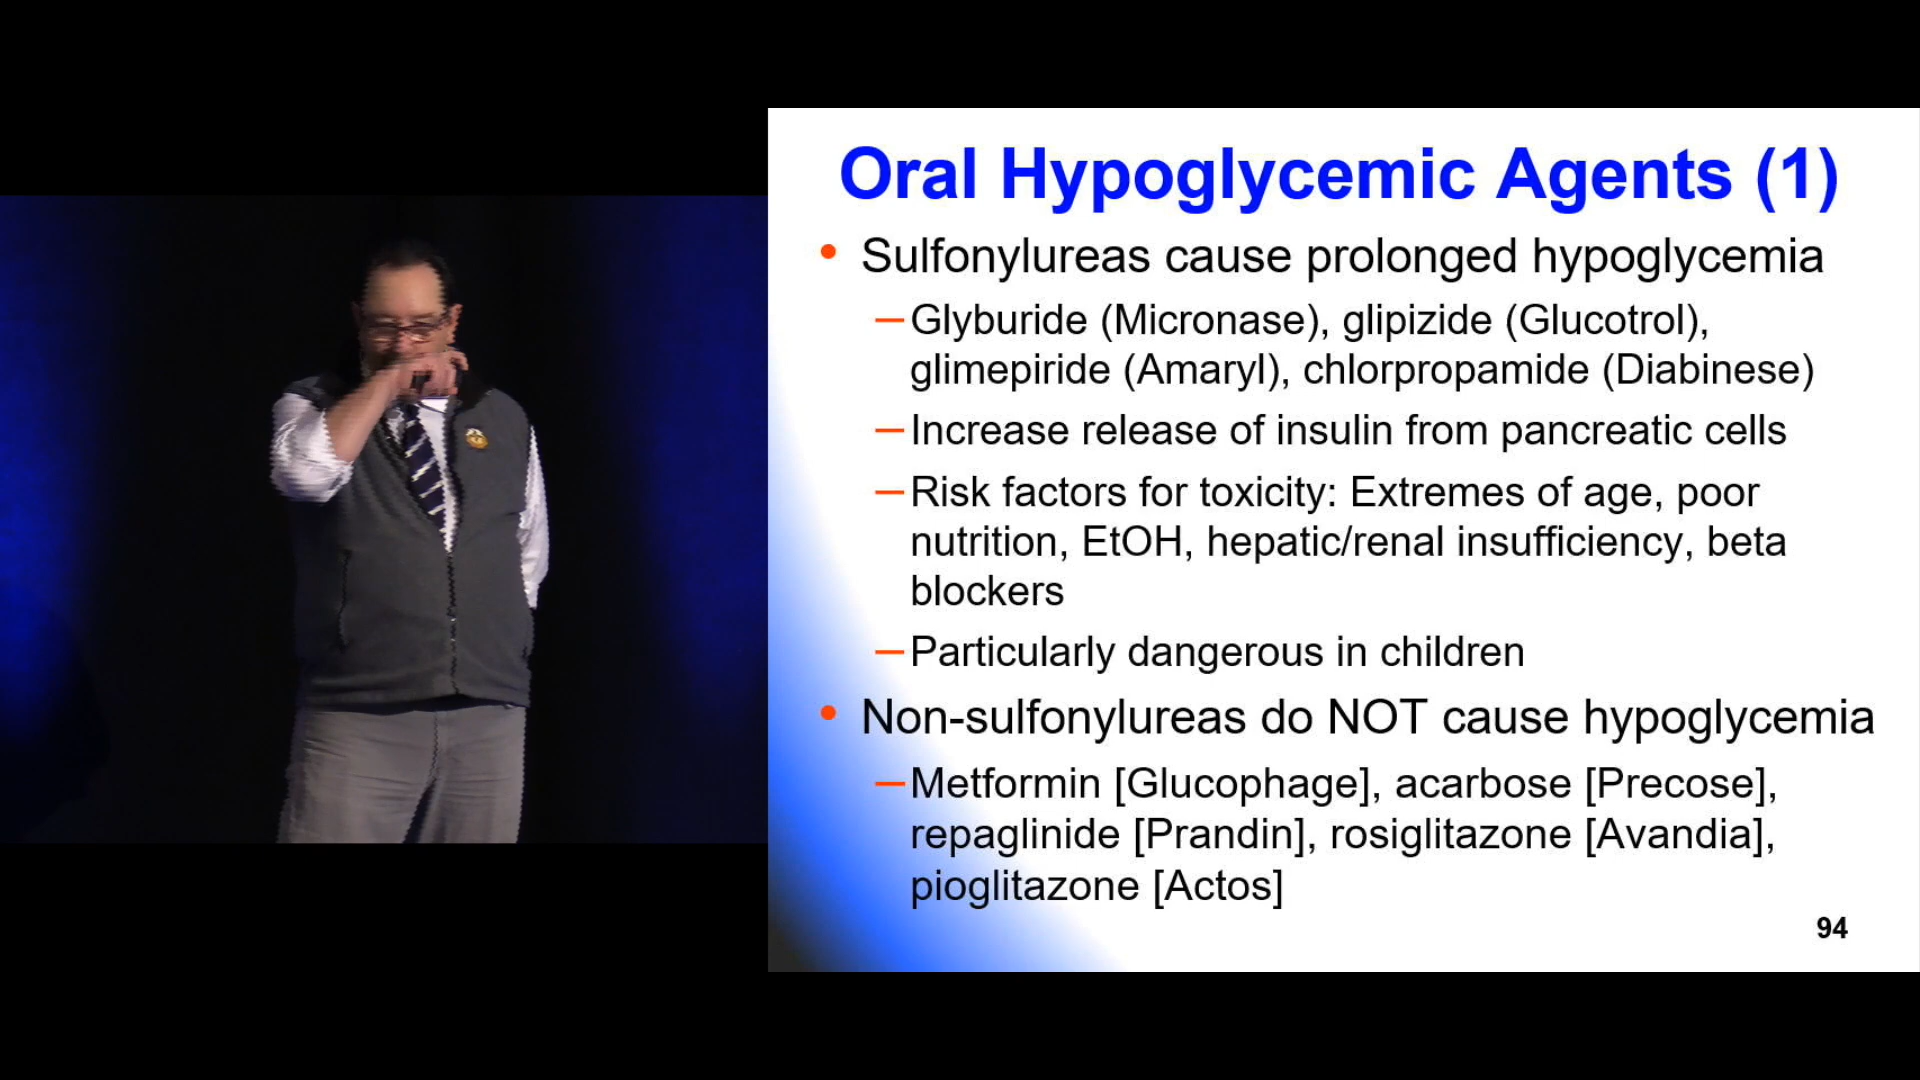 Oral Hypoglycemic Agents (1)
• Sulfonylureas cause prolonged hypoglycemia
– Glyburide (Micronase), glipizide (Glucotrol),
glimepiride (Amaryl), chlorpropamide (Diabinese)
– Increase release of insulin from pancreatic cells
– Risk factors for toxicity: Extremes of age, poor
nutrition, EtOH, hepatic/renal insufficiency, beta
blockers
– Particularly dangerous in children
• Non-sulfonylureas do NOT cause hypoglycemia
– Metformin [Glucophage], acarbose [Precose],
repaglinide [Prandin], rosiglitazone [Avandia],
pioglitazone [Actos]
94